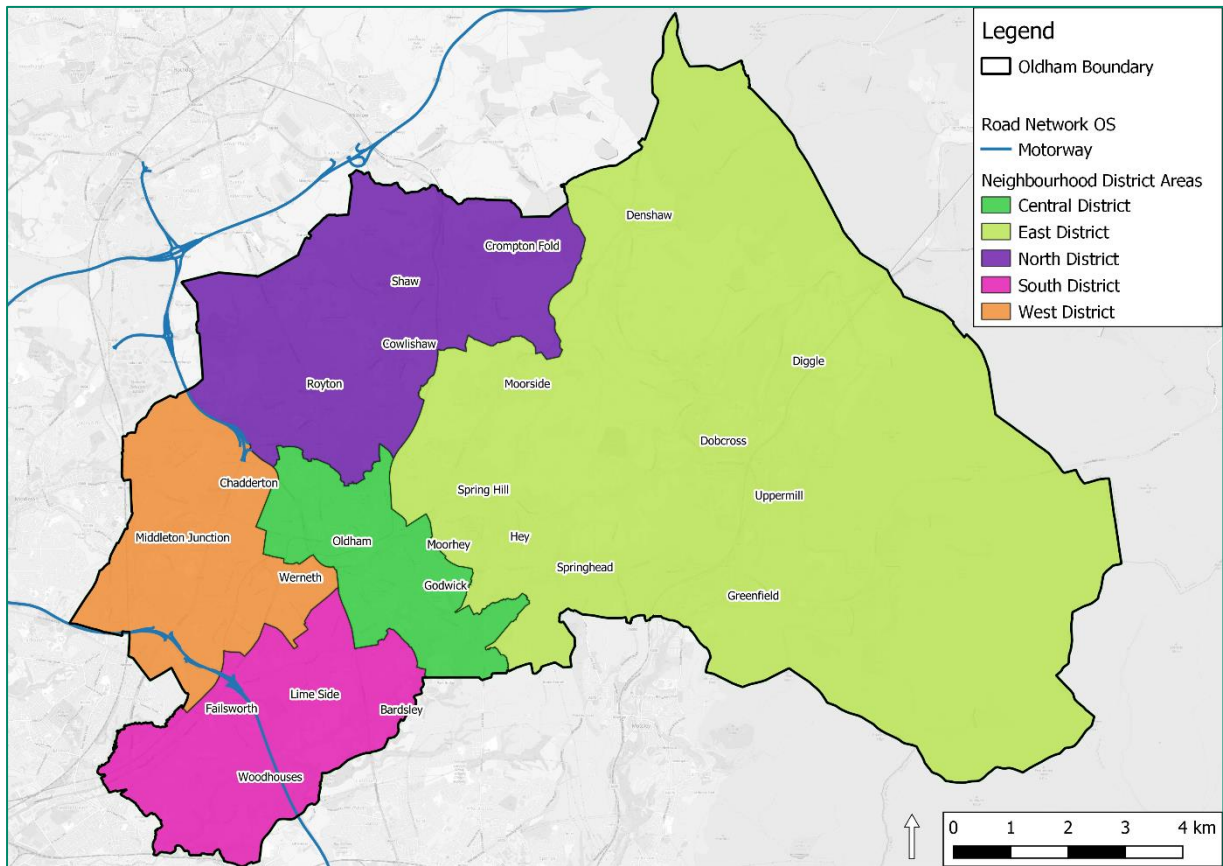 Legend
Oldham Boundary
Road Network OS
Motorway
Neighbourhood District Areas
Central District
East District
North District
South District
West District
Denshaw
Crompton Fold
Shaw
Cowlishaw
Diggle
Royton
Moorside
Dobcross
Chadderton
Spring Hill
Uppermill
Middleton Junction
Oldham
Moorhey
Hey
Springhead
Werneth
Godwick
Greenfield
Lime Side
Failsworth
Bardsley
Woodhouses
0 1 2 3 4 km